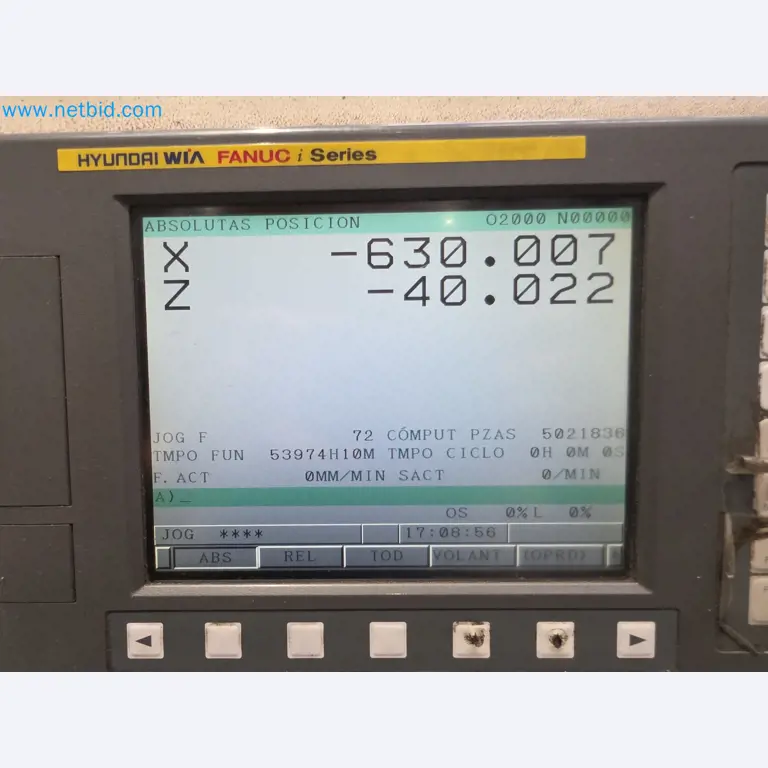 www.netbid.com
HYUNDAI WIA FANUC i Series
ABSOLUTAS POSICION O2000 N00000
X -630.007
Z -40.022
JOG F 72 CÓMPUT PZAS 5021836
TMPO FUN 53974H10M TMPO CICLO 0H 0M 0S
F. ACT 0MM/MIN SACT 0/MIN
A)_
OS 0% L 0%
JOG **** 17:08:56
ABS REL TOD VOLANT (OPRD)